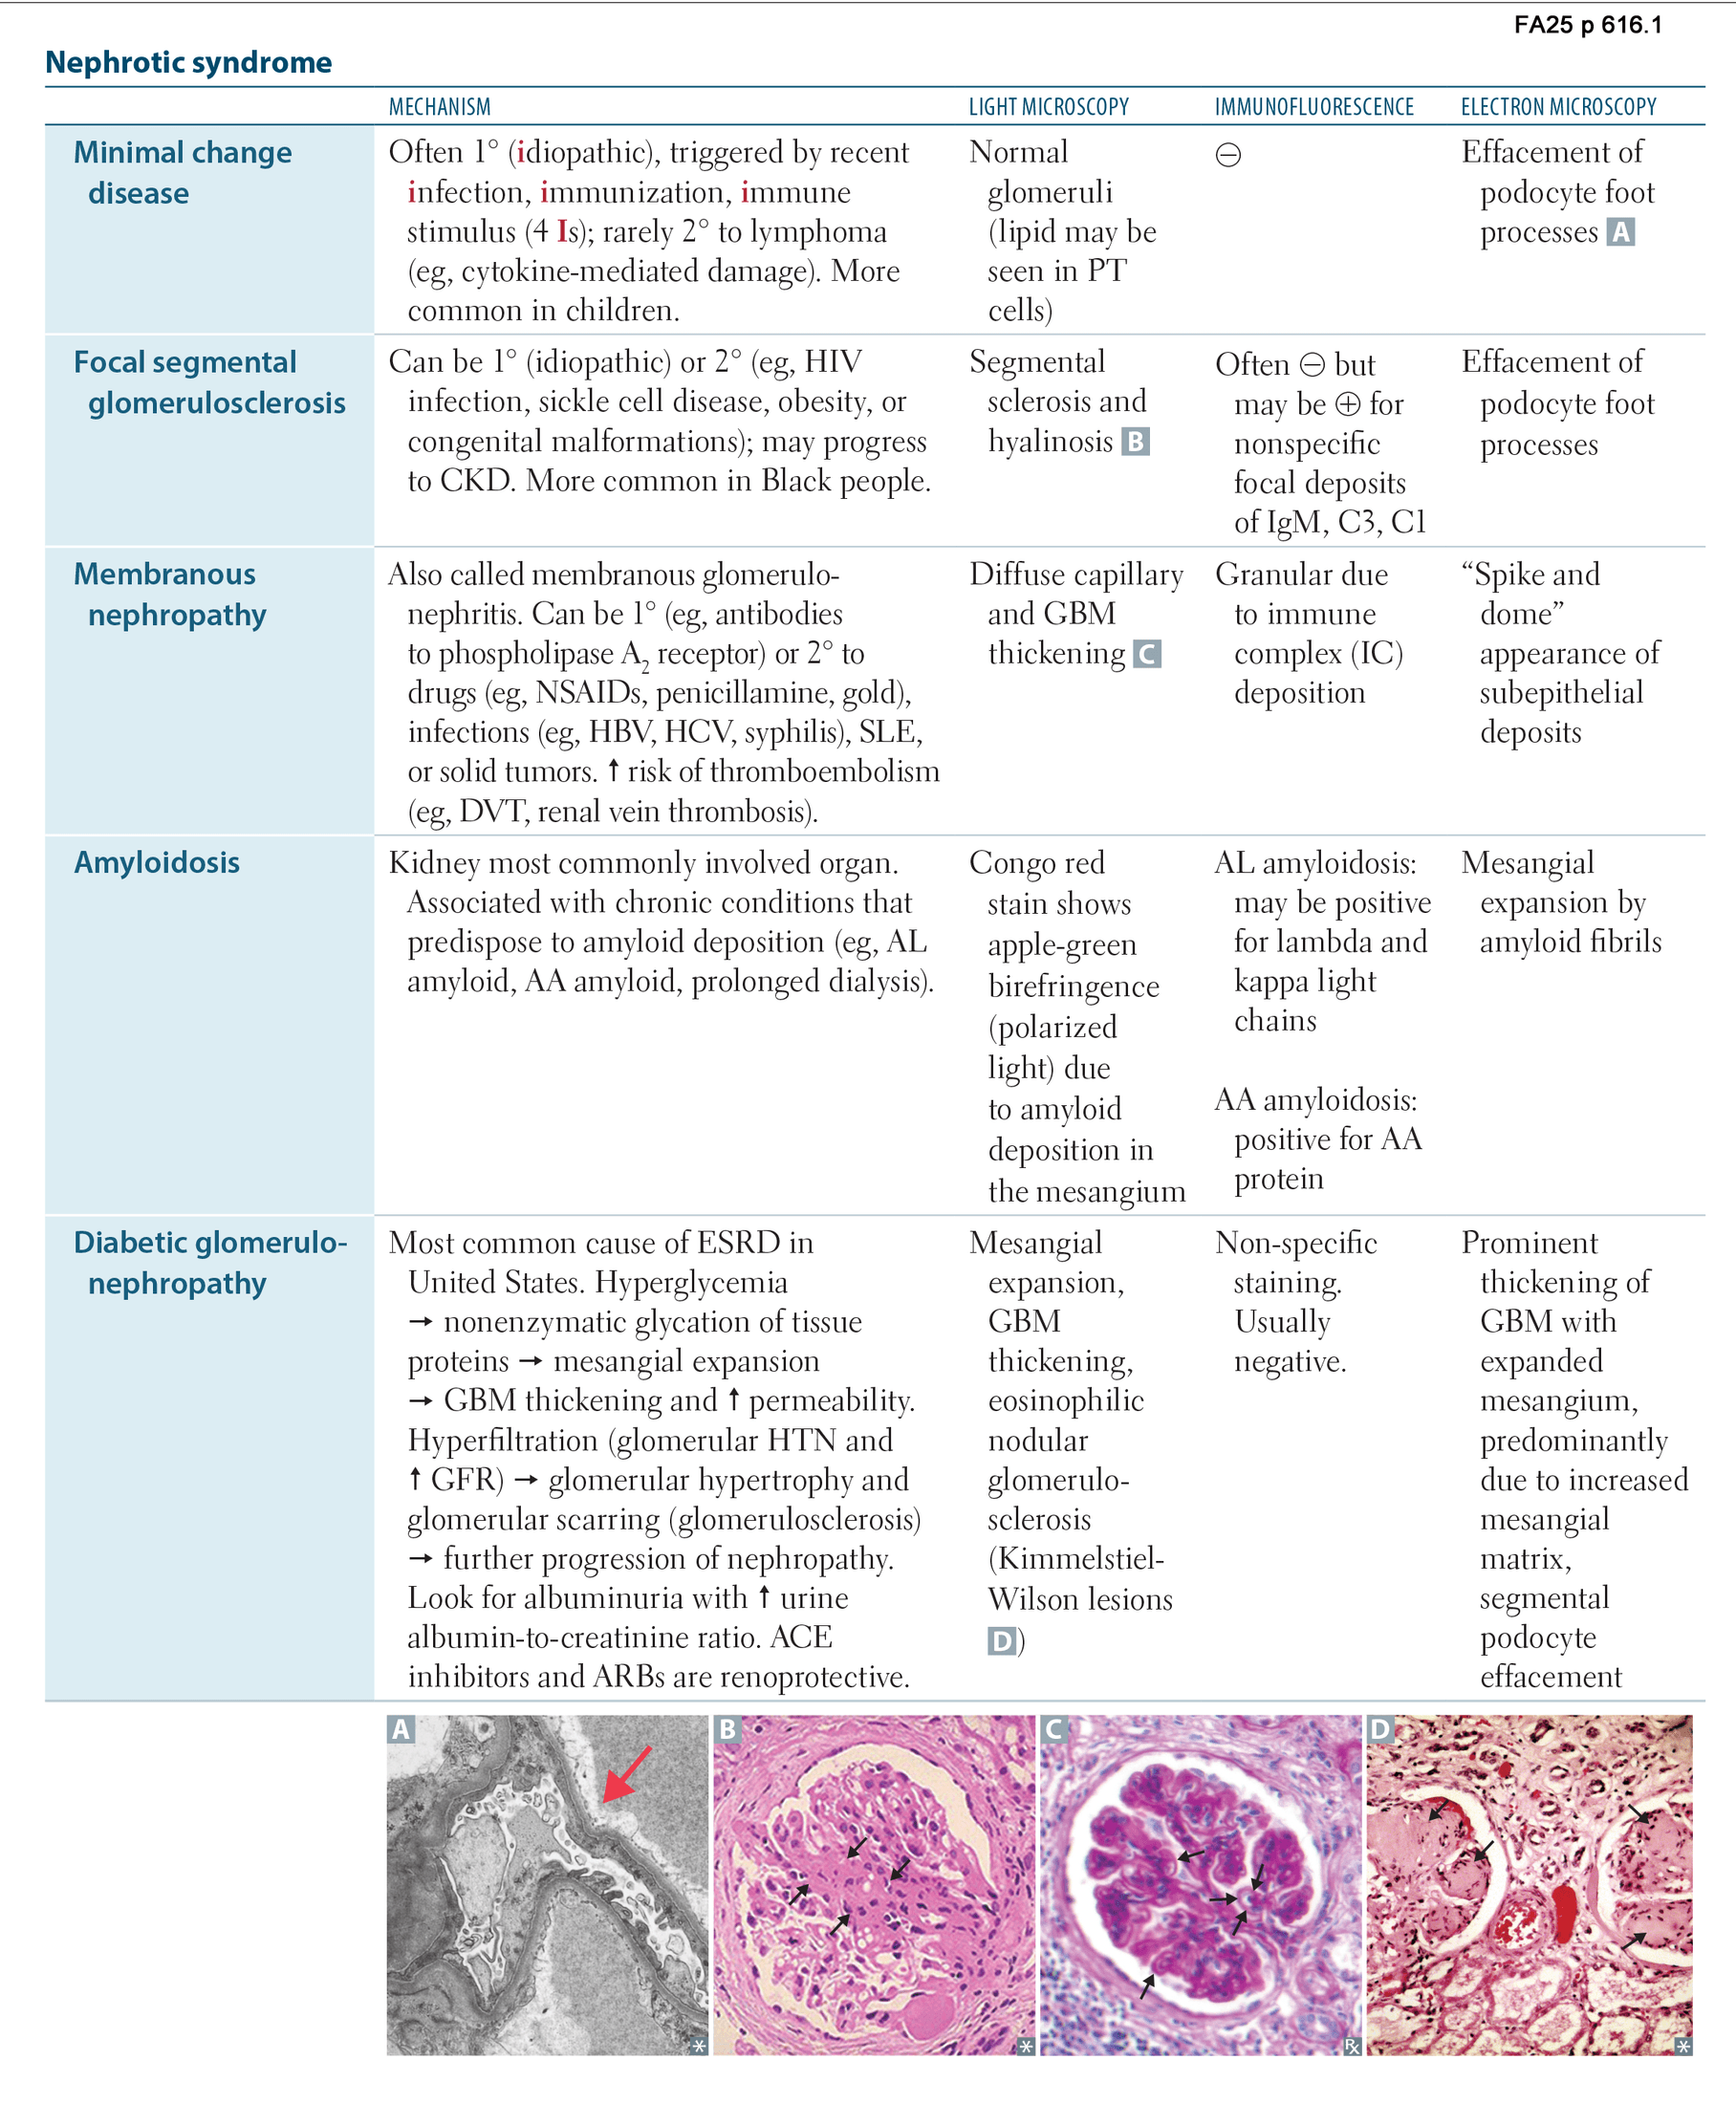 FA25 p 616.1
Nephrotic syndrome
MECHANISM
LIGHT MICROSCOPY
IMMUNOFLUORESCENCE
ELECTRON MICROSCOPY
Minimal change
disease
Often 1° (idiopathic), triggered by recent
infection, immunization, immune
stimulus (4 Is); rarely 2° to lymphoma
(eg, cytokine-mediated damage). More
common in children.
Normal
glomeruli
(lipid may be
seen in PT
cells)
⊖
Effacement of
podocyte foot
processes A
Focal segmental
glomerulosclerosis
Can be 1° (idiopathic) or 2° (eg, HIV
infection, sickle cell disease, obesity, or
congenital malformations); may progress
to CKD. More common in Black people.
Segmental
sclerosis and
hyalinosis B
Often ⊖ but
may be ⊕ for
nonspecific
focal deposits
of IgM, C3, C1
Effacement of
podocyte foot
processes
Membranous
nephropathy
Also called membranous glomerulo-
nephritis. Can be 1° (eg, antibodies
to phospholipase A₂ receptor) or 2° to
drugs (eg, NSAIDs, penicillamine, gold),
infections (eg, HBV, HCV, syphilis), SLE,
or solid tumors. ↑ risk of thromboembolism
(eg, DVT, renal vein thrombosis).
Diffuse capillary
and GBM
thickening C
Granular due
to immune
complex (IC)
deposition
“Spike and
dome”
appearance of
subepithelial
deposits
Amyloidosis
Kidney most commonly involved organ.
Associated with chronic conditions that
predispose to amyloid deposition (eg, AL
amyloid, AA amyloid, prolonged dialysis).
Congo red
stain shows
apple-green
birefringence
(polarized
light) due
to amyloid
deposition in
the mesangium
AL amyloidosis:
may be positive
for lambda and
kappa light
chains
AA amyloidosis:
positive for AA
protein
Mesangial
expansion by
amyloid fibrils
Diabetic glomerulo-
nephropathy
Most common cause of ESRD in
United States. Hyperglycemia
→ nonenzymatic glycation of tissue
proteins → mesangial expansion
→ GBM thickening and ↑ permeability.
Hyperfiltration (glomerular HTN and
↑ GFR) → glomerular hypertrophy and
glomerular scarring (glomerulosclerosis)
→ further progression of nephropathy.
Look for albuminuria with ↑ urine
albumin-to-creatinine ratio. ACE
inhibitors and ARBs are renoprotective.
Mesangial
expansion,
GBM
thickening,
eosinophilic
nodular
glomerulo-
sclerosis
(Kimmelstiel-
Wilson lesions
D)
Non-specific
staining.
Usually
negative.
Prominent
thickening of
GBM with
expanded
mesangium,
predominantly
due to increased
mesangial
matrix,
segmental
podocyte
effacement
A
B
C
D
*
*
℞
*